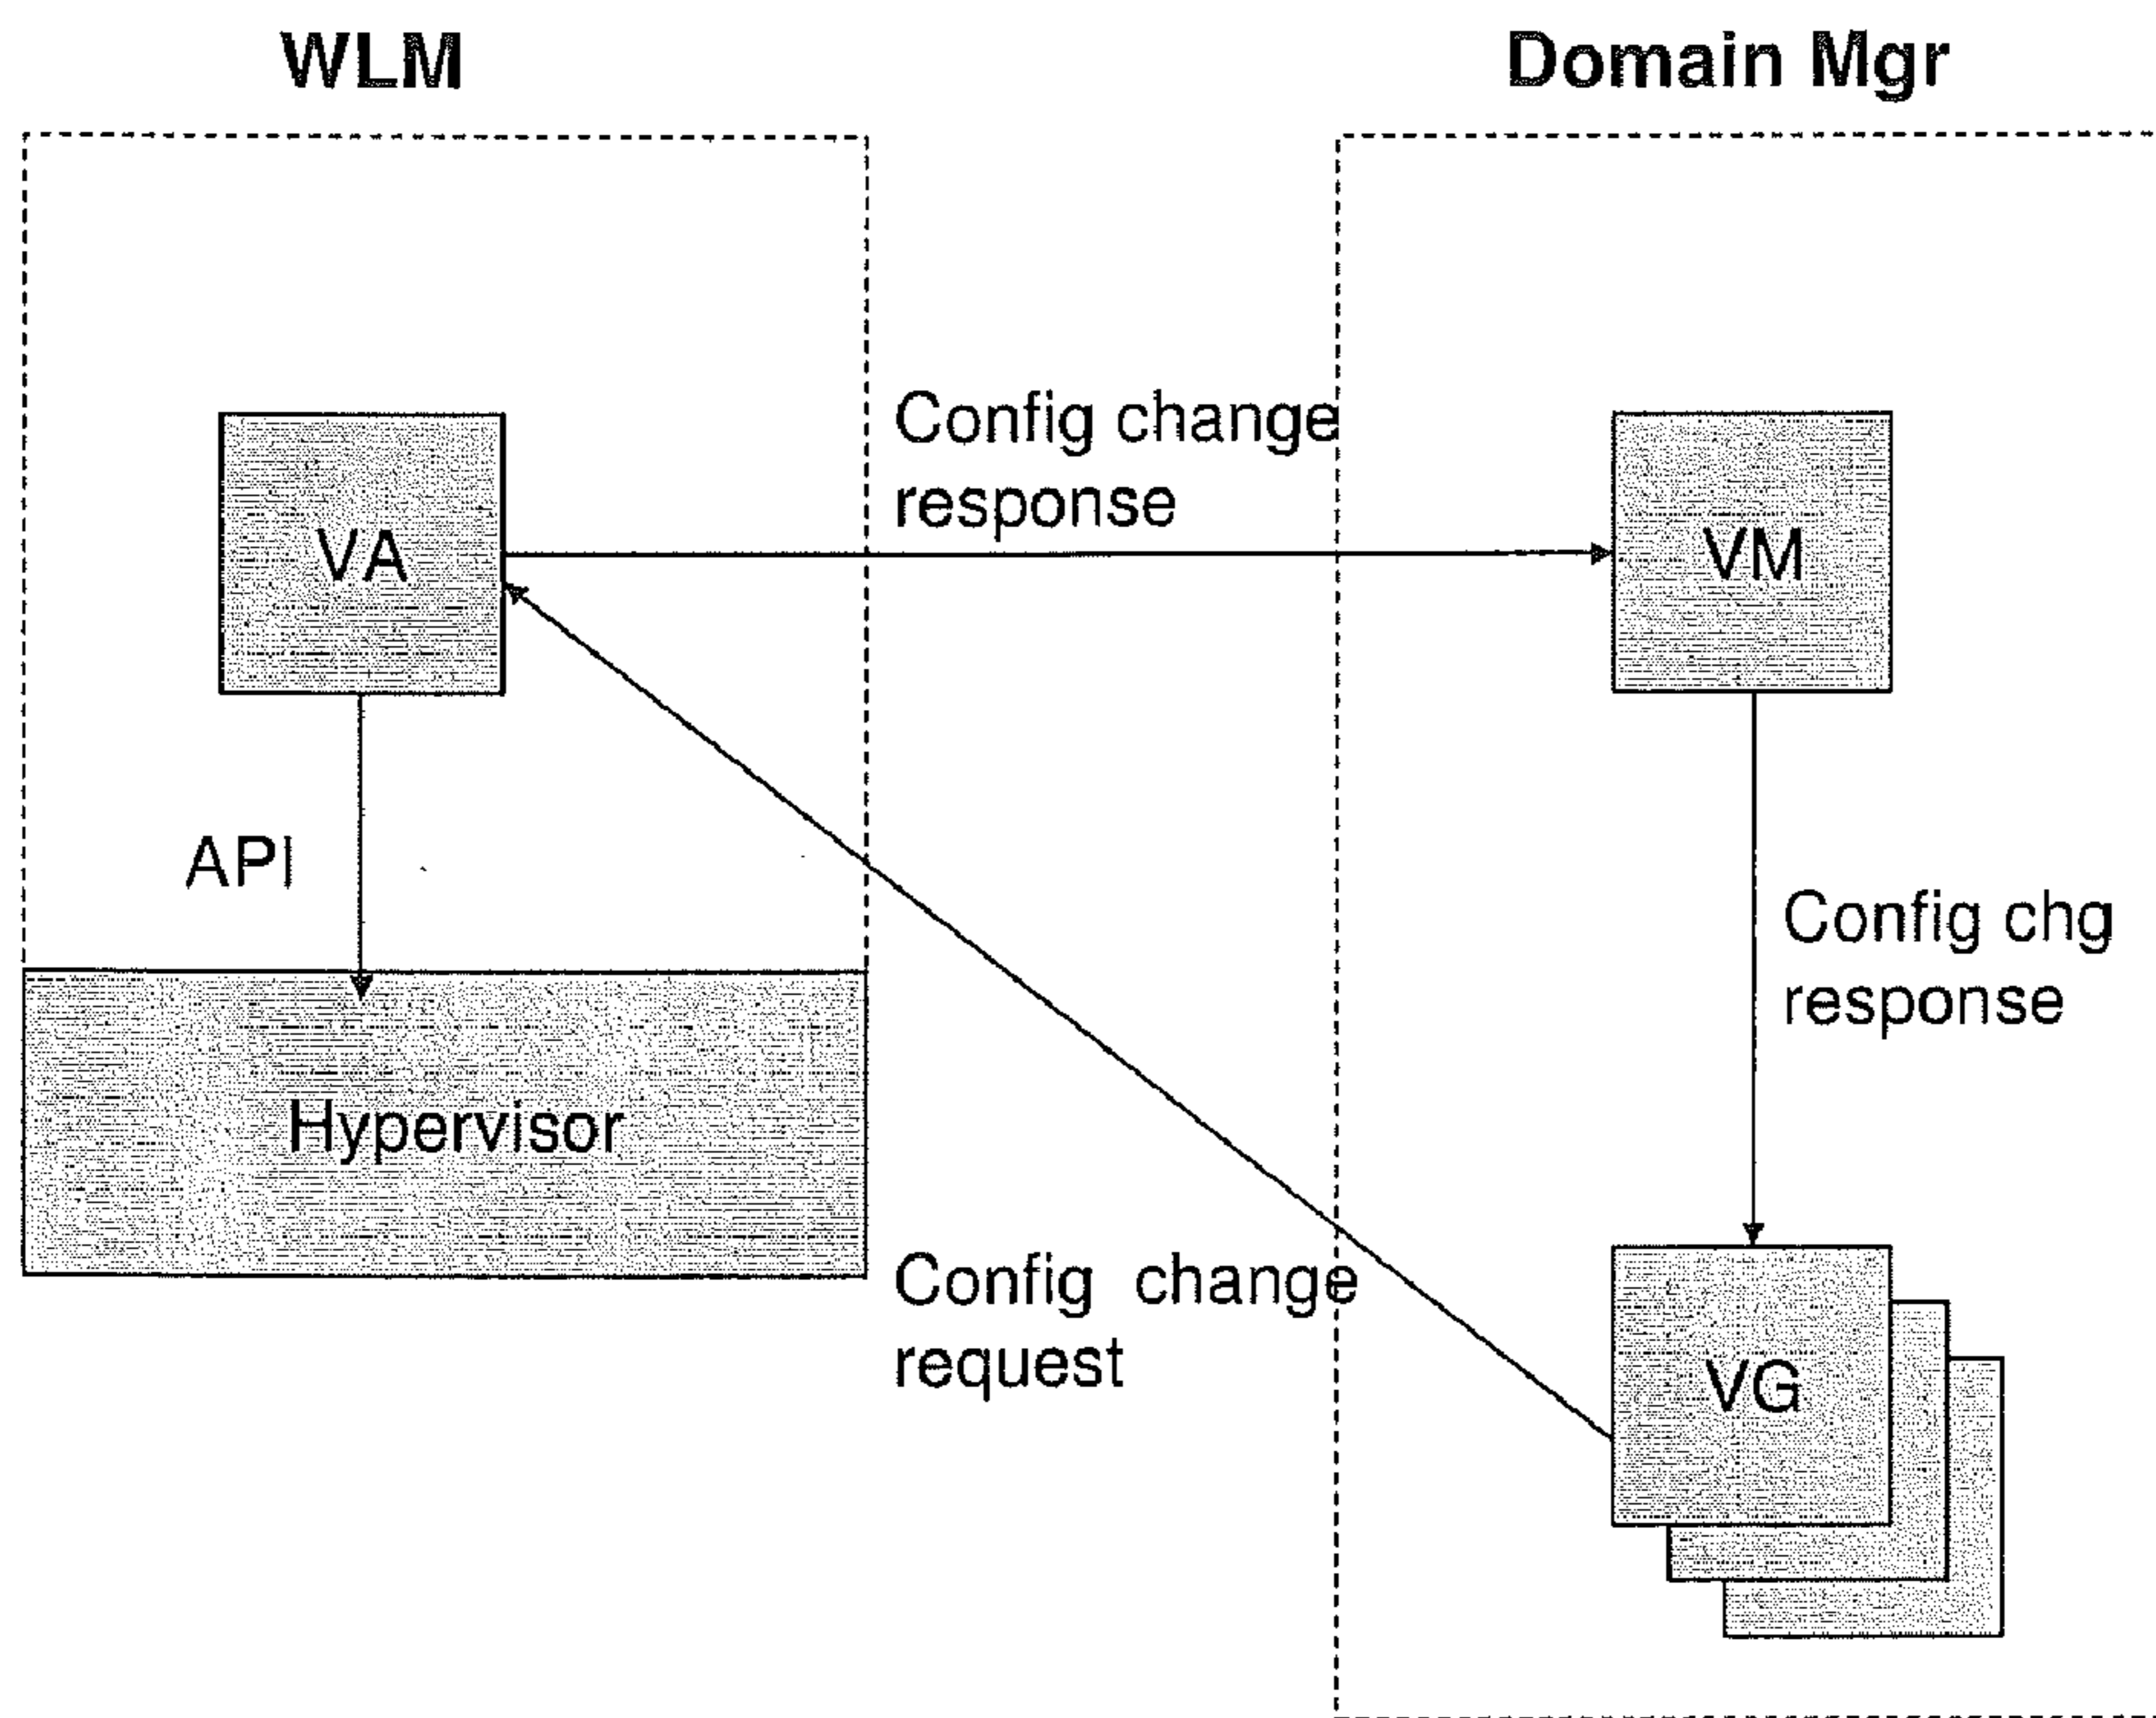 WLM
Domain Mgr
Config change
response
VA
VM
API
Config chg
response
Hypervisor
Config change
request
VG